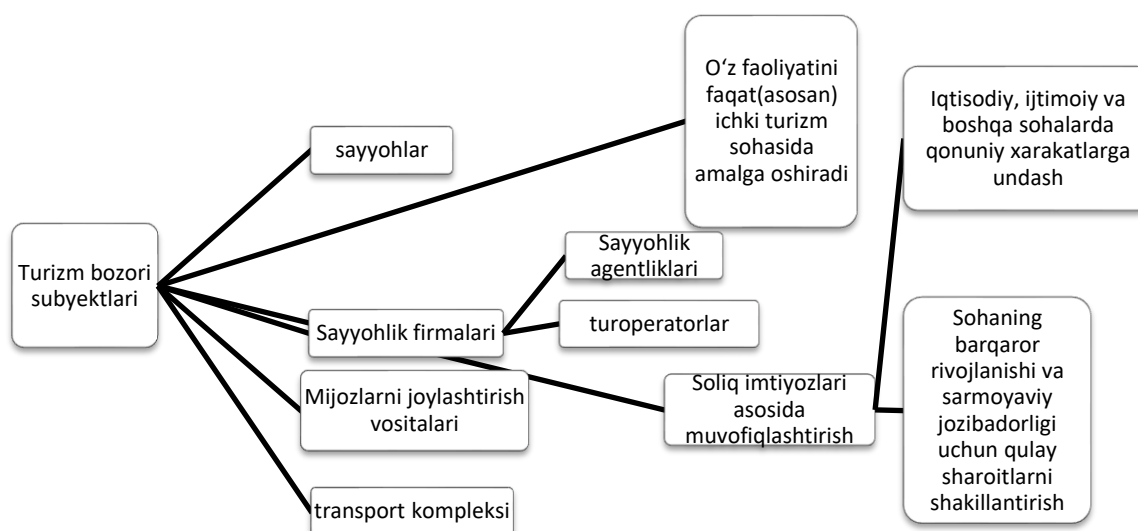 Turizm bozori
subyektlari
sayyohlar
O‘z faoliyatini
faqat(asosan)
ichki turizm
sohasida
amalga oshiradi
Sayyohlik firmalari
Sayyohlik
agentliklari
turoperatorlar
Mijozlarni joylashtirish
vositalari
transport kompleksi
Soliq imtiyozlari
asosida
muvofiqlashtirish
Iqtisodiy, ijtimoiy va
boshqa sohalarda
qonuniy xarakatlarga
undash
Sohaning
barqaror
rivojlanishi va
sarmoyaviy
jozibadorligi
uchun qulay
sharoitlarni
shakillantirish